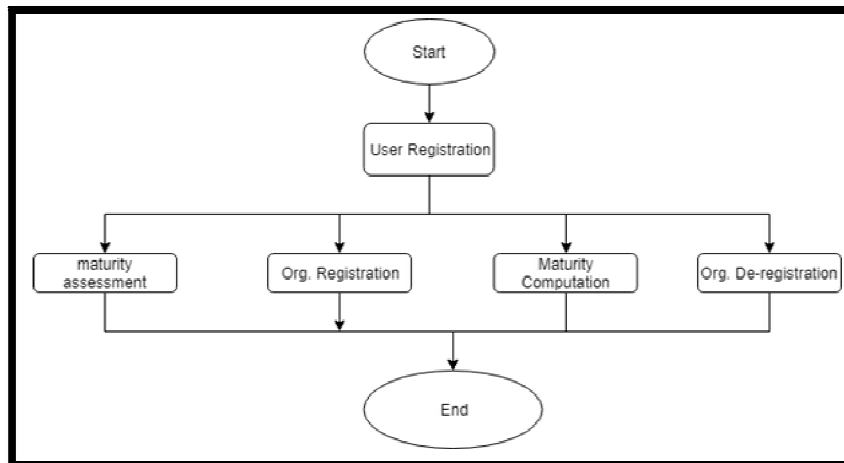 Start
User Registration
maturity
assessment
Org. Registration
Maturity
Computation
Org. De-registration
End